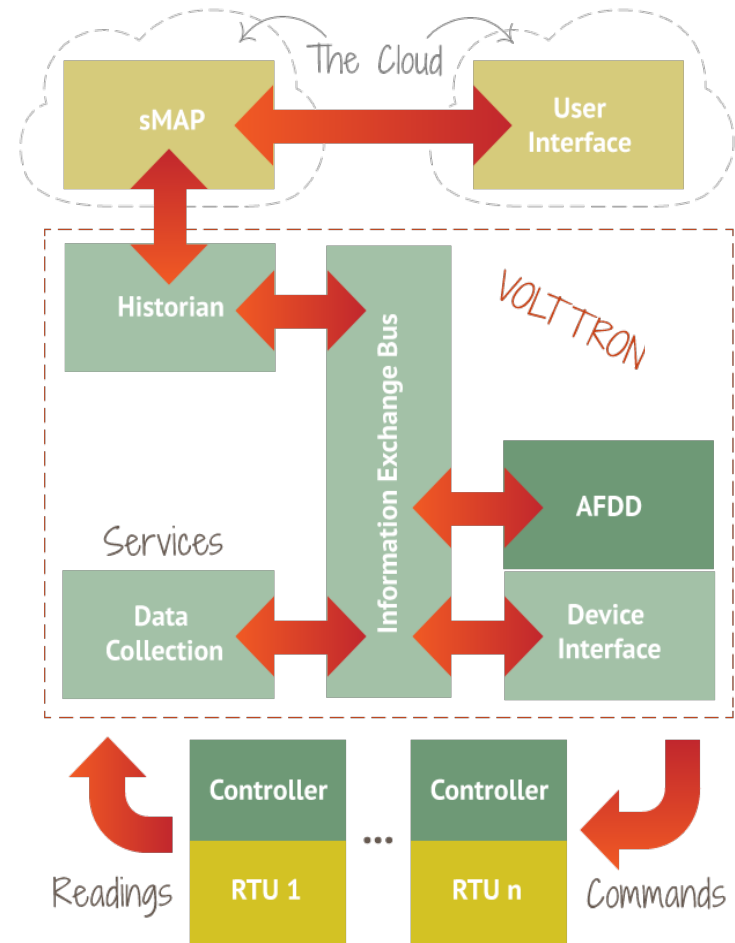 The Cloud
sMAP
User
Interface
Historian
VOLTTRON
Information Exchange Bus
AFDD
Services
Data
Collection
Device
Interface
Controller
Controller
...
RTU 1
RTU n
Readings
Commands